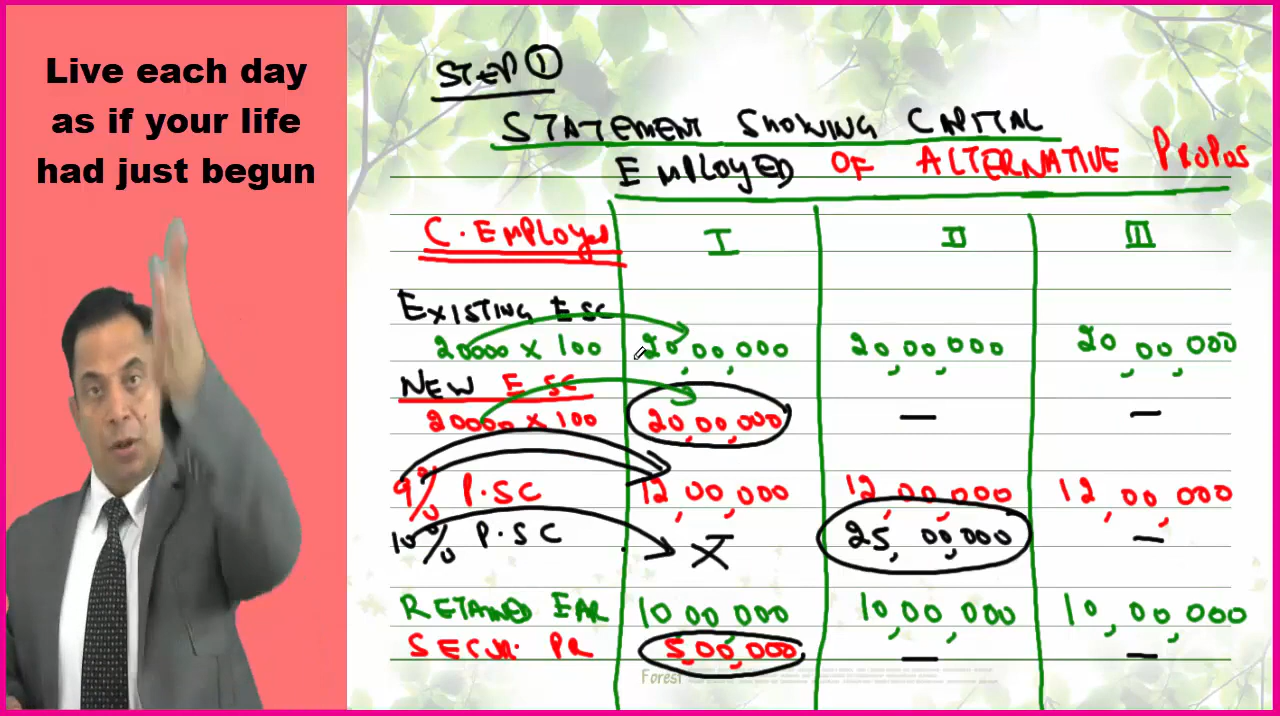 Live each day
as if your life
had just begun
STEP ①
STATEMENT SHOWING CAPITAL
EMPLOYED OF ALTERNATIVE PROPOS
C. EMPLOYED I II III
EXISTING ESC
20000 X 100 20,00,000 20,00,000 20,00,000
NEW ESC
20000 X 100 20,00,000 — —
9% P.SC 12,00,000 12,00,000 12,00,000
10% P.SC X 25,00,000 —
RETAINED EAR 10,00,000 10,00,000 10,00,000
SECU. PR 5,00,000 — —
Forest